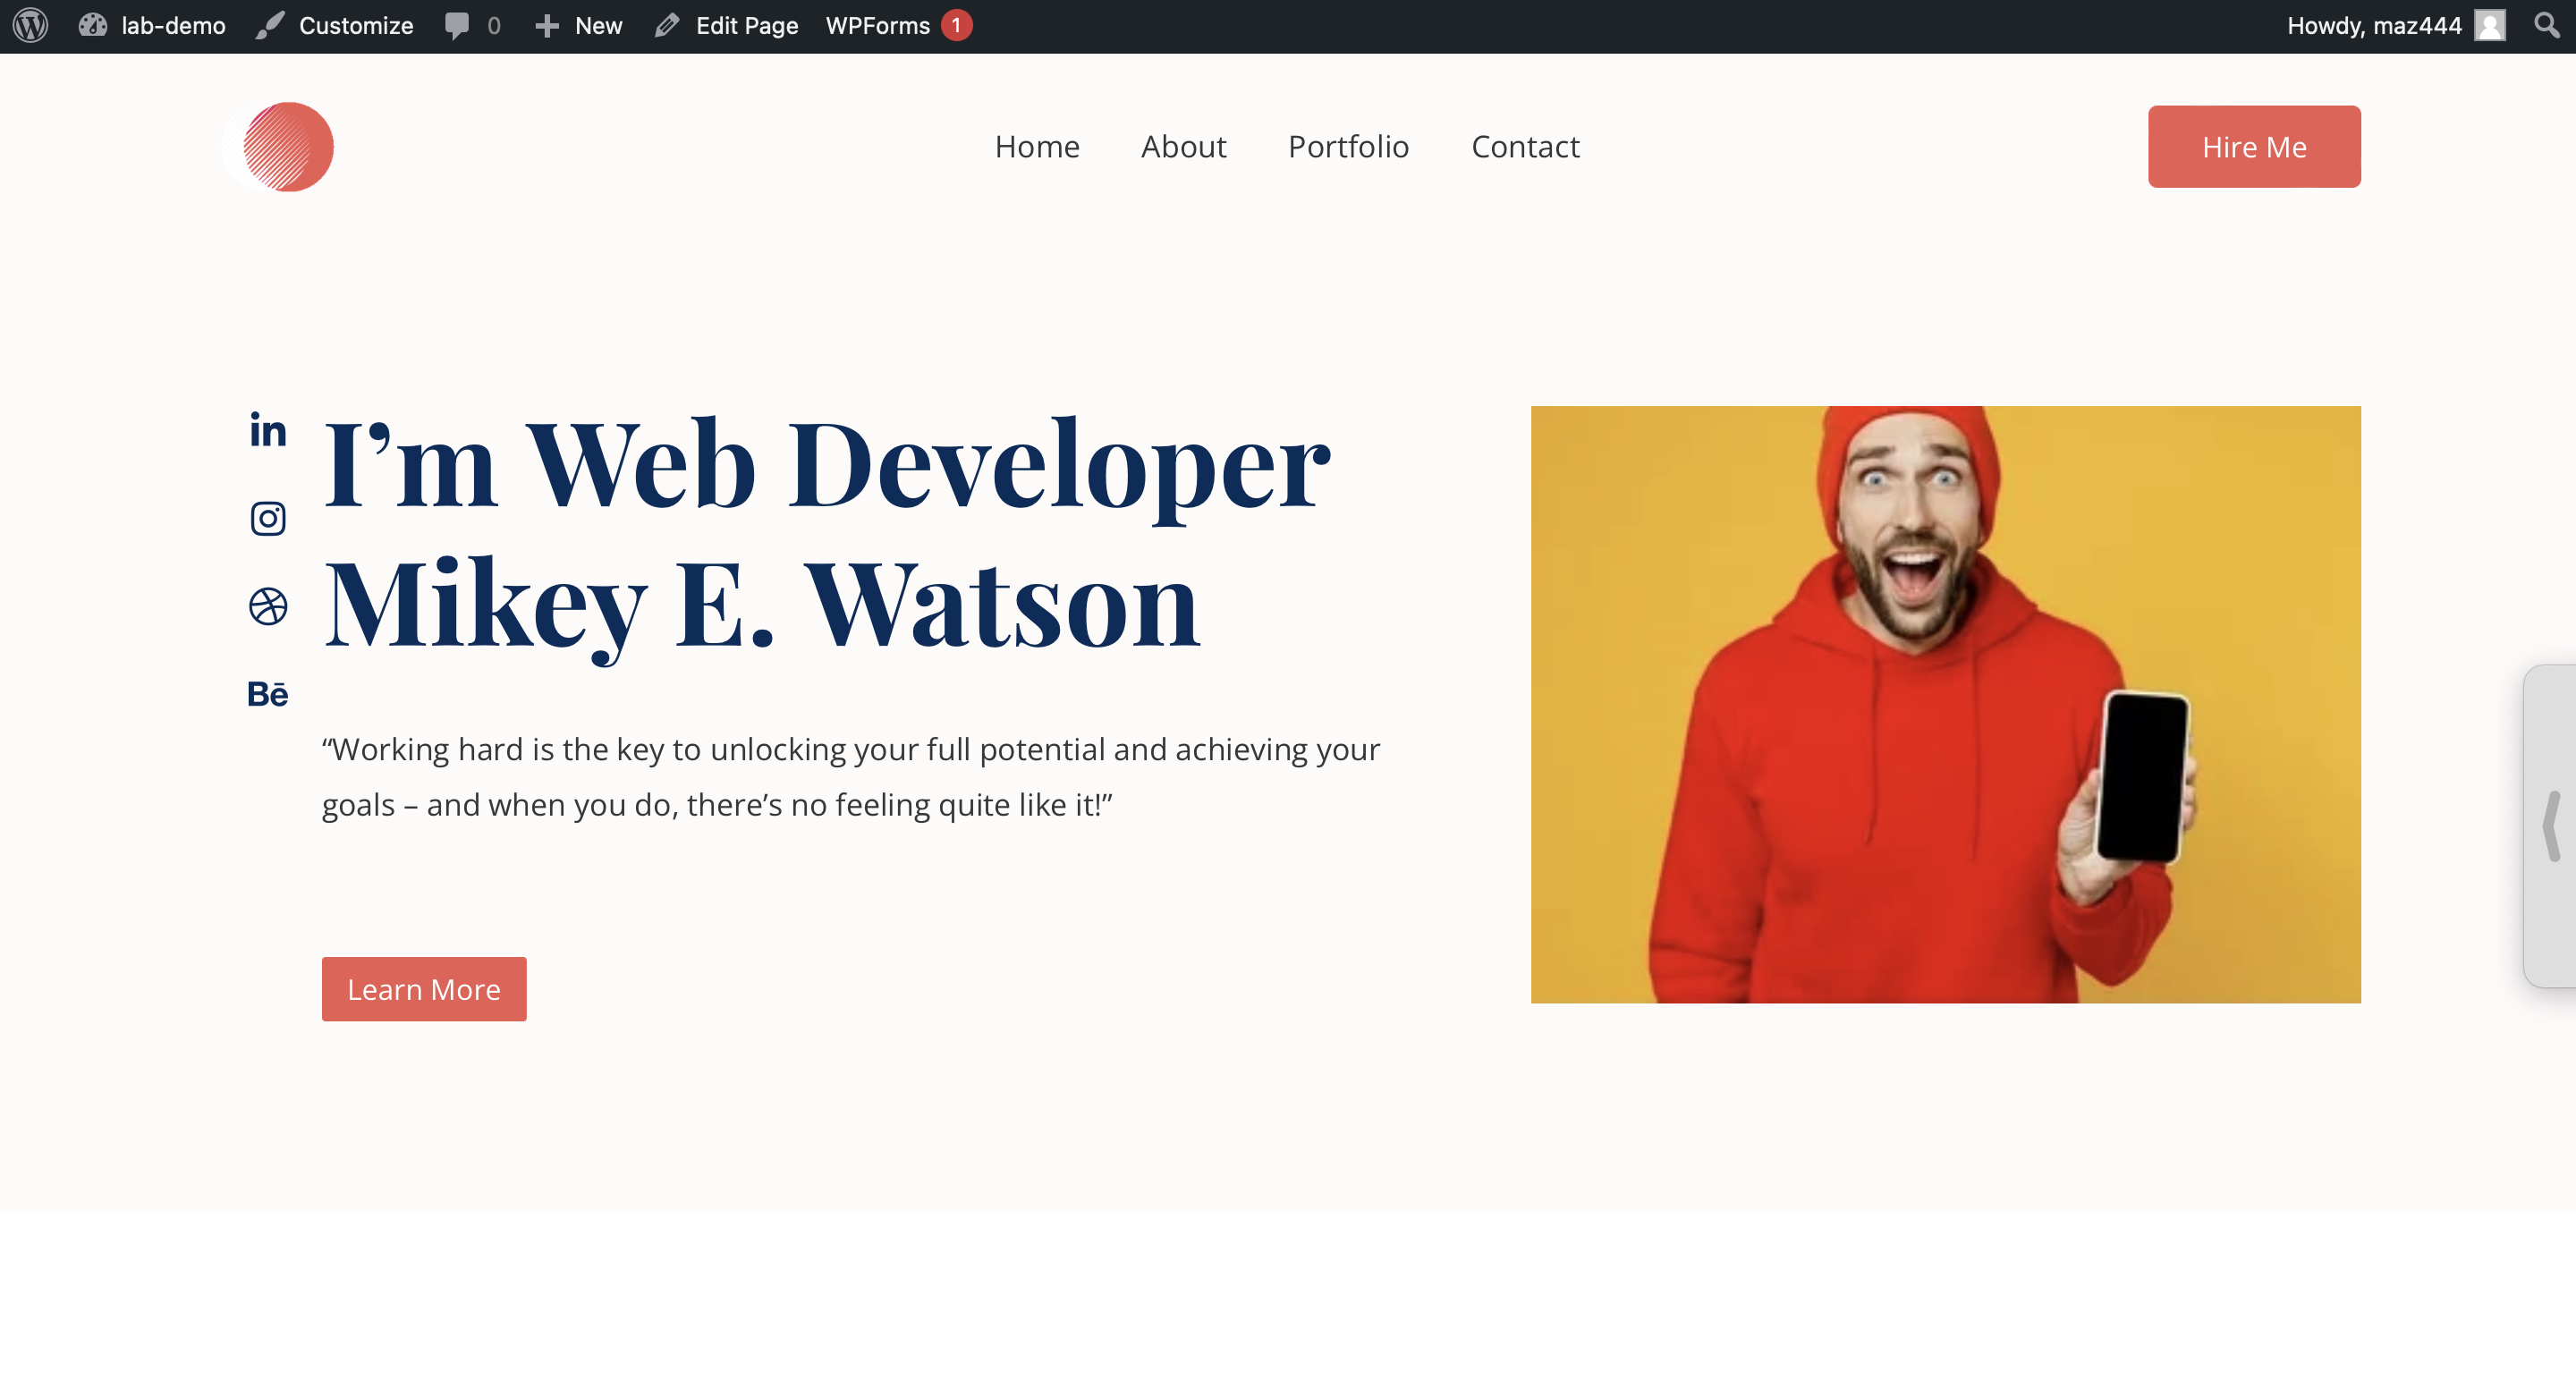 lab-demo Customize 0 New Edit Page WPForms 1 Howdy, maz444
Home About Portfolio Contact Hire Me
in
I’m Web Developer
Mikey E. Watson
Bē
“Working hard is the key to unlocking your full potential and achieving your
goals – and when you do, there’s no feeling quite like it!”
Learn More